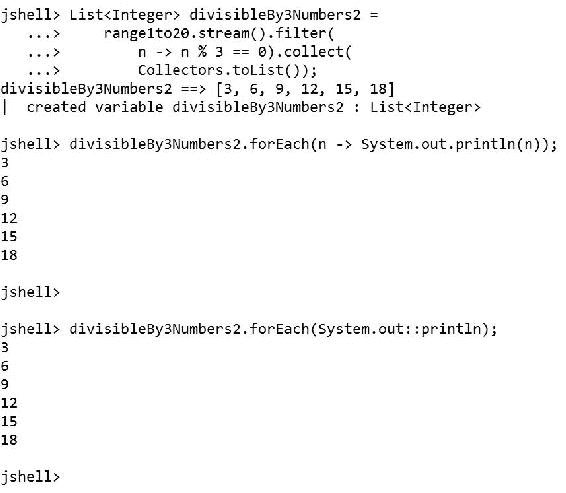 jshell> List<Integer> divisibleBy3Numbers2 =
...> range1to20.stream().filter(
...> n -> n % 3 == 0).collect(
...> Collectors.toList());
divisibleBy3Numbers2 ==> [3, 6, 9, 12, 15, 18]
| created variable divisibleBy3Numbers2 : List<Integer>
jshell> divisibleBy3Numbers2.forEach(n -> System.out.println(n));
3
6
9
12
15
18
jshell>
jshell> divisibleBy3Numbers2.forEach(System.out::println);
3
6
9
12
15
18
jshell>